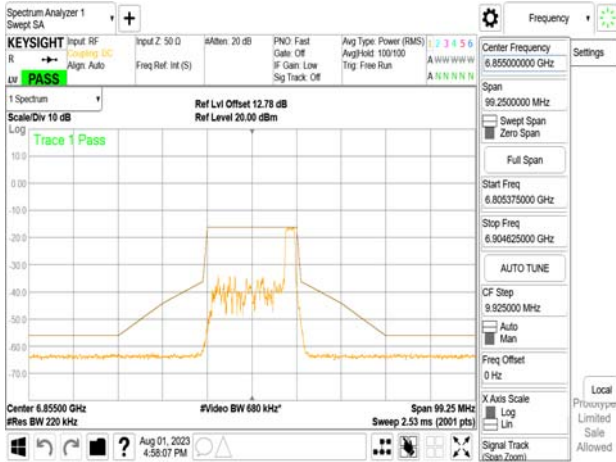 Spectrum Analyzer 1
Swept SA
Frequency
KEYSIGHT
Input: RF
Coupling: DC
Align: Auto
Input Z: 50 Ω
Freq Ref: Int (S)
#Atten: 20 dB
PNO: Fast
Gate: Off
IF Gain: Low
Sig Track: Off
Avg Type: Power (RMS)
Avg|Hold: 100/100
Trig: Free Run
1 2 3 4 5 6
A W W W W W
A N N N N N
R
LV PASS
Center Frequency
6.855000000 GHz
Settings
1 Spectrum
Scale/Div 10 dB
Ref Lvl Offset 12.78 dB
Ref Level 20.00 dBm
Span
99.2500000 MHz
Swept Span
Zero Span
Log
Trace 1 Pass
10.0
0.00
-10.0
-20.0
-30.0
-40.0
-50.0
-60.0
-70.0
Full Span
Start Freq
6.805375000 GHz
Stop Freq
6.904625000 GHz
AUTO TUNE
CF Step
9.925000 MHz
Auto
Man
Freq Offset
0 Hz
X Axis Scale
Log
Lin
Local
Prototype
Limited
Sale
Allowed
Center 6.85500 GHz
#Res BW 220 kHz
#Video BW 680 kHz*
Span 99.25 MHz
Sweep 2.53 ms (2001 pts)
Aug 01, 2023
4:58:07 PM
Signal Track
(Span Zoom)